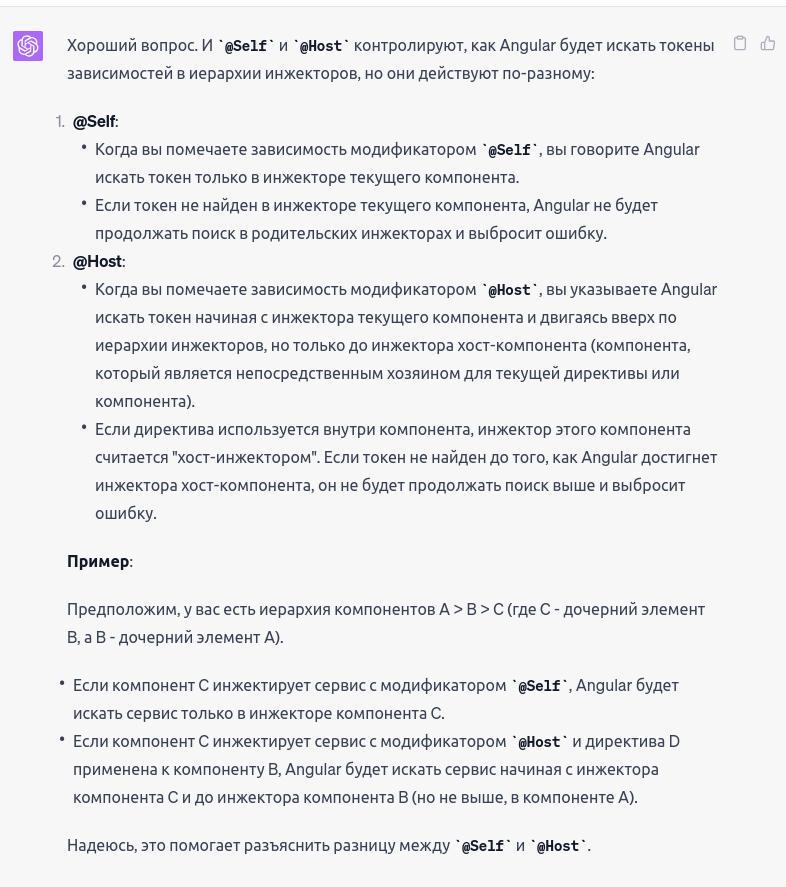 Хороший вопрос. И `@Self` и `@Host` контролируют, как Angular будет искать токены
зависимостей в иерархии инжекторов, но они действуют по-разному:
1. @Self:
• Когда вы помечаете зависимость модификатором `@Self`, вы говорите Angular
искать токен только в инжекторе текущего компонента.
• Если токен не найден в инжекторе текущего компонента, Angular не будет
продолжать поиск в родительских инжекторах и выбросит ошибку.
2. @Host:
• Когда вы помечаете зависимость модификатором `@Host`, вы указываете Angular
искать токен начиная с инжектора текущего компонента и двигаясь вверх по
иерархии инжекторов, но только до инжектора хост-компонента (компонента,
который является непосредственным хозяином для текущей директивы или
компонента).
• Если директива используется внутри компонента, инжектор этого компонента
считается "хост-инжектором". Если токен не найден до того, как Angular достигнет
инжектора хост-компонента, он не будет продолжать поиск выше и выбросит
ошибку.
Пример:
Предположим, у вас есть иерархия компонентов A > B > C (где C - дочерний элемент
B, а B - дочерний элемент A).
• Если компонент C инжектирует сервис с модификатором `@Self`, Angular будет
искать сервис только в инжекторе компонента C.
• Если компонент C инжектирует сервис с модификатором `@Host` и директива D
применена к компоненту B, Angular будет искать сервис начиная с инжектора
компонента C и до инжектора компонента B (но не выше, в компоненте A).
Надеюсь, это помогает разъяснить разницу между `@Self` и `@Host`.